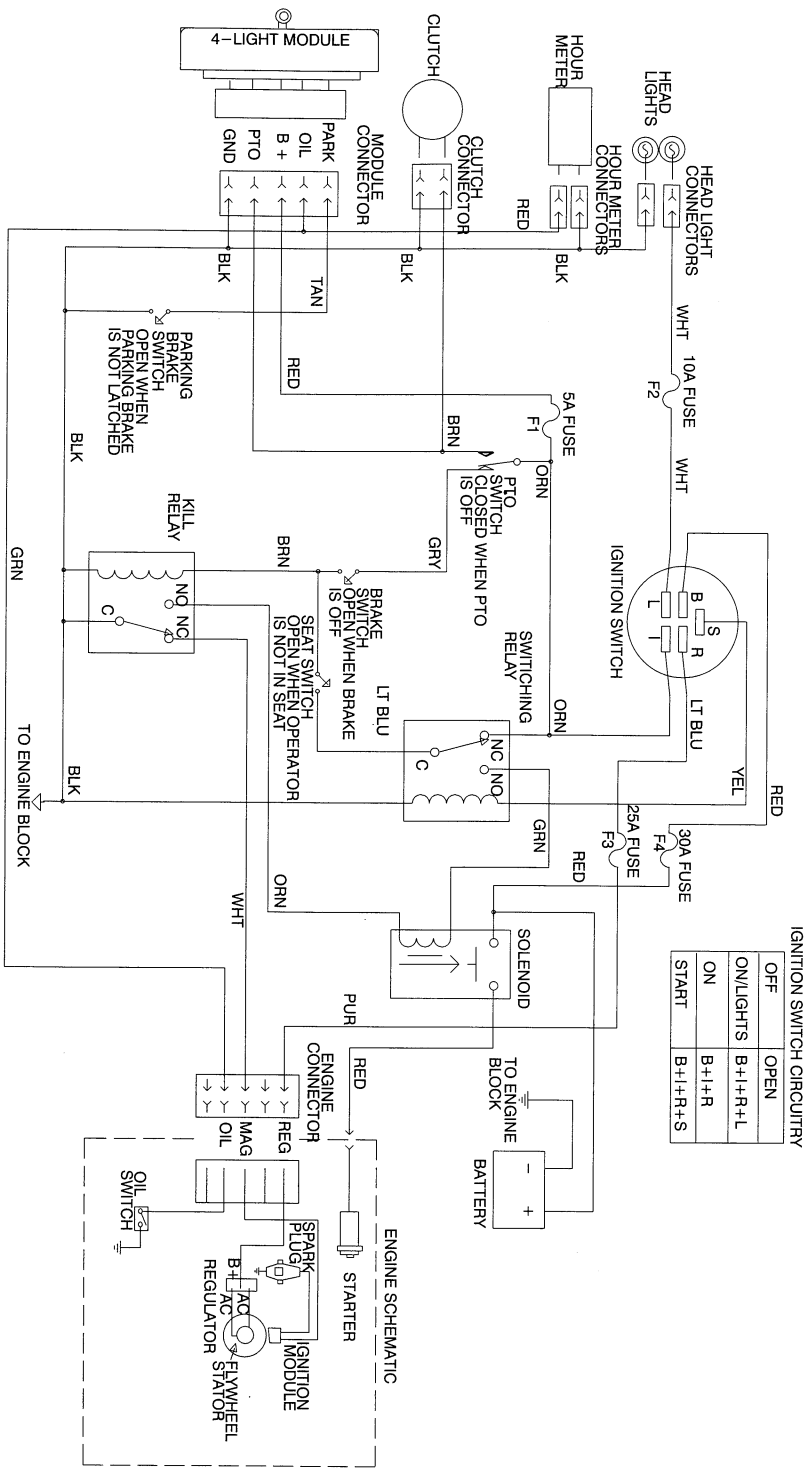 4-LIGHT MODULE
PARK
OIL
B +
PTO
GND
MODULE
CONNECTOR
CLUTCH
CLUTCH
CONNECTOR
HOUR
METER
HOUR METER
CONNECTORS
HEAD
LIGHTS
HEAD LIGHT
CONNECTORS
RED
BLK
BLK
BLK
TAN
WHT
10A FUSE
F2
WHT
PARKING
BRAKE
SWITCH
OPEN WHEN
PARKING BRAKE
IS NOT LATCHED
RED
5A FUSE
F1
BRN
ORN
PTO
SWITCH
CLOSED WHEN PTO
IS OFF
BLK
GRN
KILL
RELAY
NO
NC
C
BRN
GRY
BRAKE
SWITCH
OPEN WHEN BRAKE
IS OFF
SEAT SWITCH
OPEN WHEN OPERATOR
IS NOT IN SEAT
IGNITION SWITCH
B
L
S
R
I
SWITICHING
RELAY
NC
NO
C
LT BLU
ORN
LT BLU
YEL
RED
TO ENGINE BLOCK
BLK
GRN
RED
25A FUSE
F3
30A FUSE
F4
WHT
ORN
SOLENOID
PUR
RED
IGNITION SWITCH CIRCUITRY
OFF OPEN
ON/LIGHTS B+I+R+L
ON B+I+R
START B+I+R+S
ENGINE
CONNECTOR
REG
MAG
OIL
TO ENGINE
BLOCK
BATTERY
- +
OIL
SWITCH
SPARK
PLUG
STARTER
ENGINE SCHEMATIC
B+
AC
AC
REGULATOR
FLYWHEEL
STATOR
IGNITION
MODULE